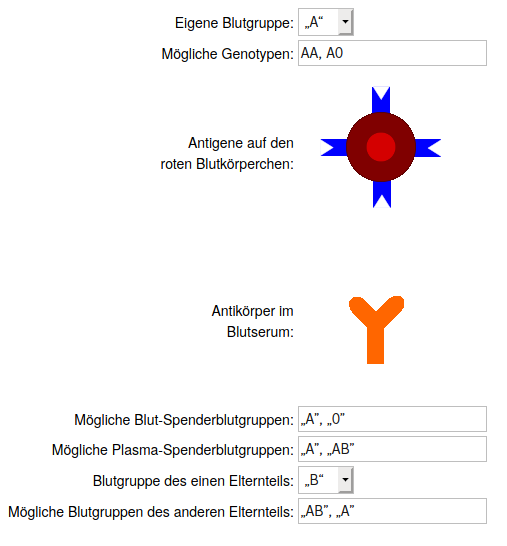 Eigene Blutgruppe: „A“
Mögliche Genotypen: AA, A0
Antigene auf den
roten Blutkörperchen:
Antikörper im
Blutserum:
Mögliche Blut-Spenderblutgruppen: „A”, „0”
Mögliche Plasma-Spenderblutgruppen: „A”, „AB”
Blutgruppe des einen Elternteils: „B“
Mögliche Blutgruppen des anderen Elternteils: „AB”, „A”